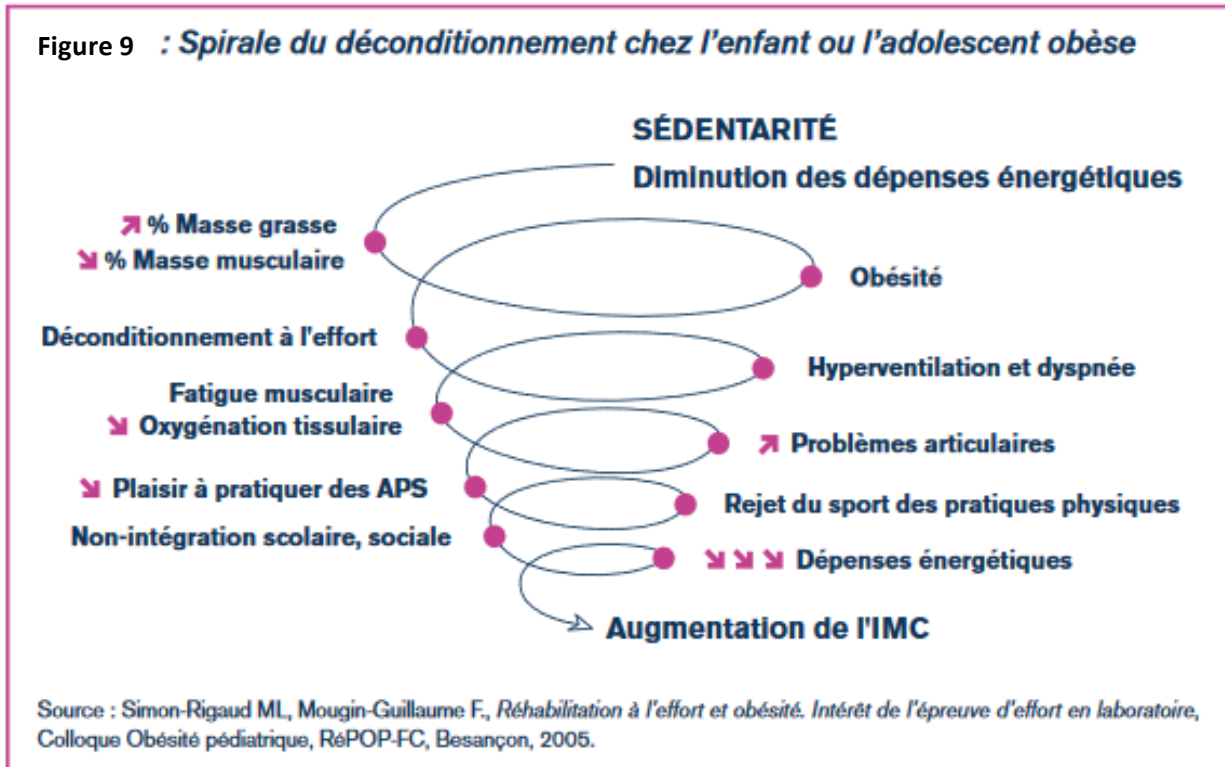 Figure 9 : Spirale du déconditionnement chez l'enfant ou l'adolescent obèse
SÉDENTARITÉ
Diminution des dépenses énergétiques
↗ % Masse grasse
↘ % Masse musculaire
Obésité
Déconditionnement à l'effort
Hyperventilation et dyspnée
Fatigue musculaire
↘ Oxygénation tissulaire
↗ Problèmes articulaires
↘ Plaisir à pratiquer des APS
Rejet du sport des pratiques physiques
Non-intégration scolaire, sociale
↘ ↘ ↘ Dépenses énergétiques
Augmentation de l'IMC
Source : Simon-Rigaud ML, Mougin-Guillaume F., Réhabilitation à l'effort et obésité. Intérêt de l'épreuve d'effort en laboratoire,
Colloque Obésité pédiatrique, RéPOP-FC, Besançon, 2005.